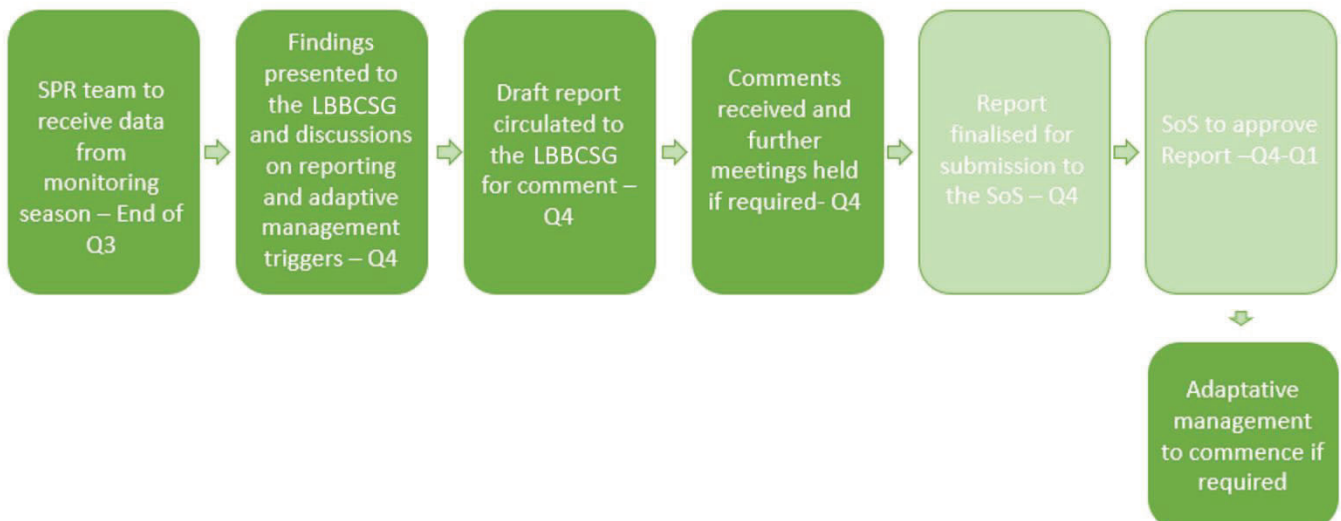 SPR team to
receive data
from
monitoring
season – End of
Q3
Findings
presented to
the LBBCSG
and discussions
on reporting
and adaptive
management
triggers – Q4
Draft report
circulated to
the LBBCSG
for comment –
Q4
Comments
received and
further
meetings held
if required- Q4
Report
finalised for
submission to
the SoS – Q4
SoS to approve
Report –Q4-Q1
Adaptative
management
to commence if
required